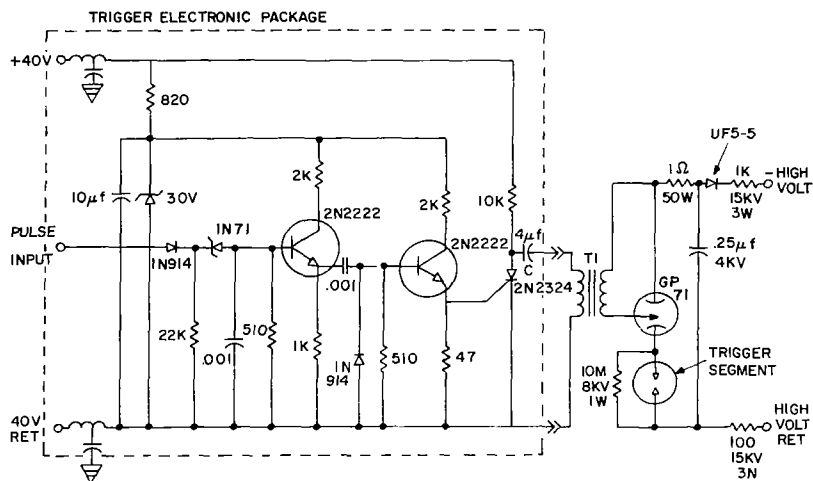 TRIGGER ELECTRONIC PACKAGE
+40V
820
UF5-5
1Ω
50W
1K
15KV
3W
-HIGH
VOLT
10μf
30V
2K
2K
10K
4μf
C
2N2222
2N2222
PULSE
INPUT
1N914
1N71
.001
2N2324
T1
.25μf
4KV
GP
71
22K
.001
510
1K
1N
914
510
47
10M
8KV
1W
TRIGGER
SEGMENT
40V
RET
HIGH
VOLT
RET
100
15KV
3N